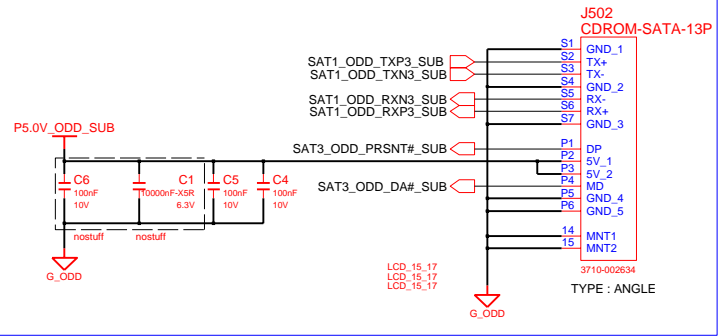 J502
CDROM-SATA-13P
S1 GND_1
SAT1_ODD_TXP3_SUB S2 TX+
SAT1_ODD_TXN3_SUB S3 TX-
S4 GND_2
SAT1_ODD_RXN3_SUB S5 RX-
SAT1_ODD_RXP3_SUB S6 RX+
S7 GND_3
P5.0V_ODD_SUB
SAT3_ODD_PRSNT#_SUB P1 DP
P2 5V_1
P3 5V_2
SAT3_ODD_DA#_SUB P4 MD
P5 GND_4
P6 GND_5
14 MNT1
15 MNT2
C6 C1 C5 C4
100nF 10000nF-X5R 100nF 100nF
10V 6.3V 10V 10V
nostuff nostuff
G_ODD
LCD_15_17
LCD_15_17
LCD_15_17
3710-002634
TYPE : ANGLE
G_ODD